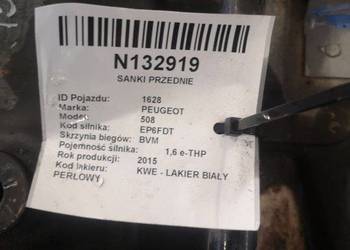 N132919
SANKI PRZEDNIE
ID Pojazdu: 1628
Marka: PEUGEOT
Model: 508
Kod silnika: EP6FDT
Skrzynia biegów: BVM
Pojemność silnika: 1,6 e-THP
Rok produkcji: 2015
Kod lakieru: KWE - LAKIER BIAŁY
PERŁOWY